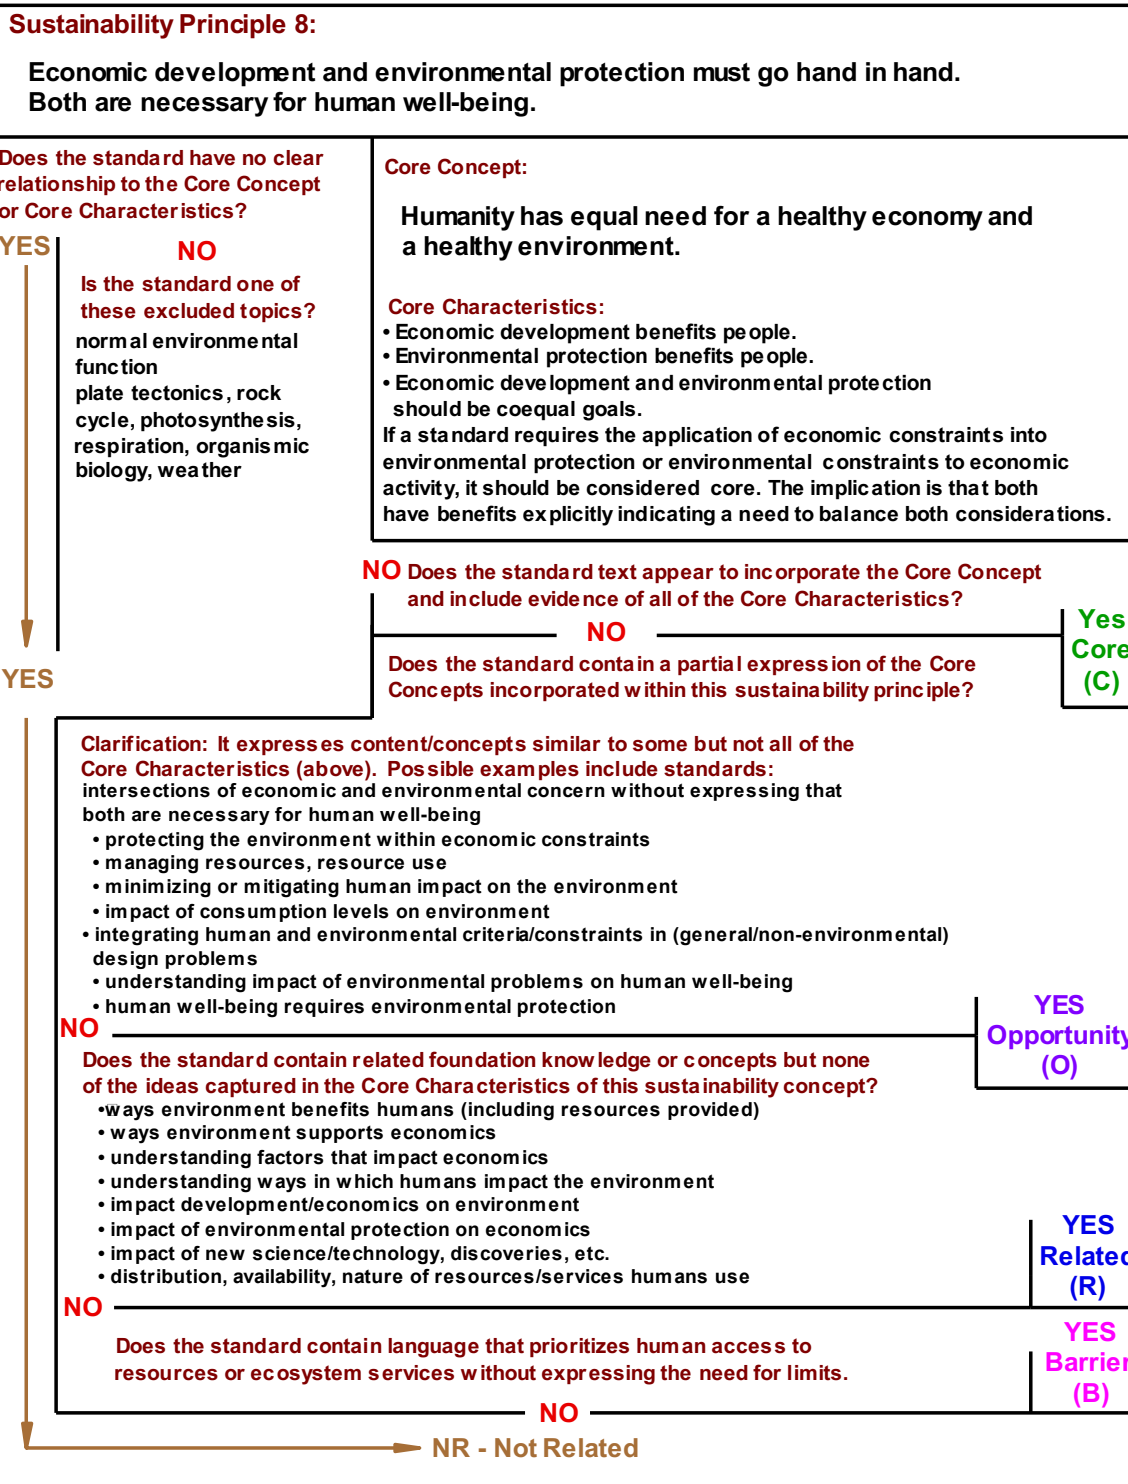 Sustainability Principle 8:
Economic development and environmental protection must go hand in hand.
Both are necessary for human well-being.
Does the standard have no clear
relationship to the Core Concept
or Core Characteristics?
YES
NO
Is the standard one of
these excluded topics?
normal environmental
function
plate tectonics, rock
cycle, photosynthesis,
respiration, organismic
biology, weather
Core Concept:
Humanity has equal need for a healthy economy and
a healthy environment.
Core Characteristics:
• Economic development benefits people.
• Environmental protection benefits people.
• Economic development and environmental protection
should be coequal goals.
If a standard requires the application of economic constraints into
environmental protection or environmental constraints to economic
activity, it should be considered core. The implication is that both
have benefits explicitly indicating a need to balance both considerations.
NO Does the standard text appear to incorporate the Core Concept
and include evidence of all of the Core Characteristics?
NO
Yes
Core
(C)
Does the standard contain a partial expression of the Core
Concepts incorporated within this sustainability principle?
YES
Clarification: It expresses content/concepts similar to some but not all of the
Core Characteristics (above). Possible examples include standards:
intersections of economic and environmental concern without expressing that
both are necessary for human well-being
• protecting the environment within economic constraints
• managing resources, resource use
• minimizing or mitigating human impact on the environment
• impact of consumption levels on environment
• integrating human and environmental criteria/constraints in (general/non-environmental)
design problems
• understanding impact of environmental problems on human well-being
• human well-being requires environmental protection
NO
YES
Opportunity
(O)
Does the standard contain related foundation knowledge or concepts but none
of the ideas captured in the Core Characteristics of this sustainability concept?
• ways environment benefits humans (including resources provided)
• ways environment supports economics
• understanding factors that impact economics
• understanding ways in which humans impact the environment
• impact development/economics on environment
• impact of environmental protection on economics
• impact of new science/technology, discoveries, etc.
• distribution, availability, nature of resources/services humans use
YES
Related
(R)
NO
Does the standard contain language that prioritizes human access to
resources or ecosystem services without expressing the need for limits.
YES
Barrier
(B)
NO
NR - Not Related